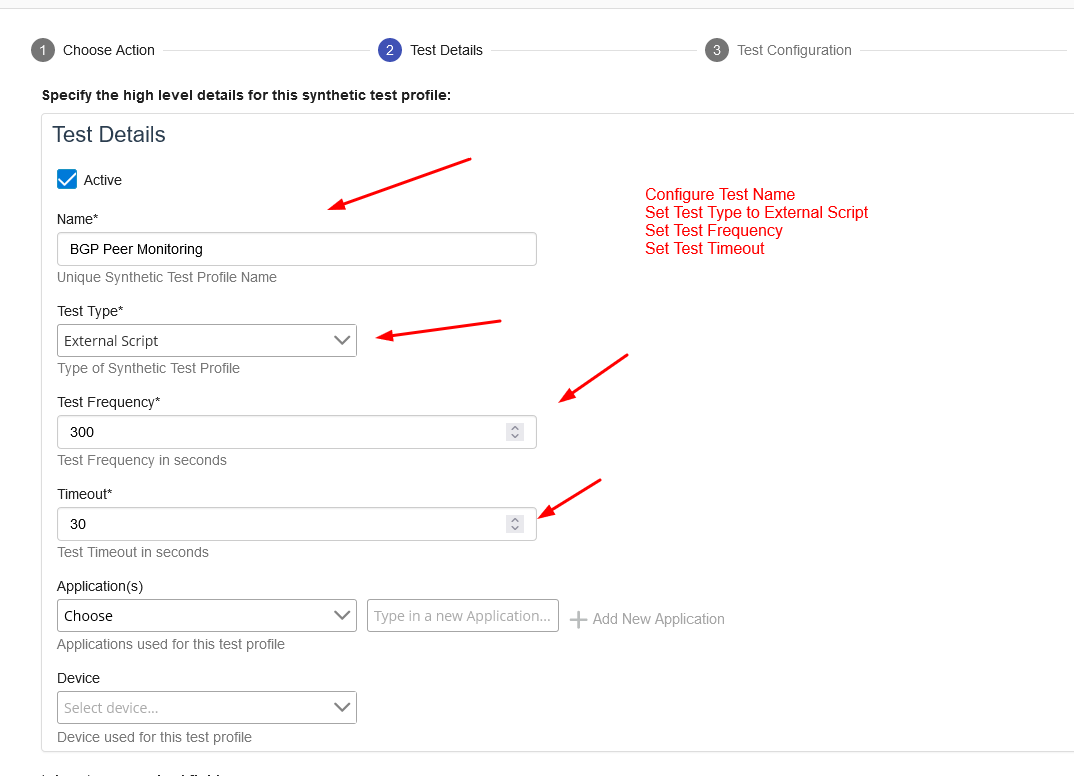 1 Choose Action 2 Test Details 3 Test Configuration
Specify the high level details for this synthetic test profile:
Test Details
Active
Configure Test Name
Set Test Type to External Script
Set Test Frequency
Set Test Timeout
Name*
BGP Peer Monitoring
Unique Synthetic Test Profile Name
Test Type*
External Script
Type of Synthetic Test Profile
Test Frequency*
300
Test Frequency in seconds
Timeout*
30
Test Timeout in seconds
Application(s)
Choose Type in a new Application... Add New Application
Applications used for this test profile
Device
Select device...
Device used for this test profile